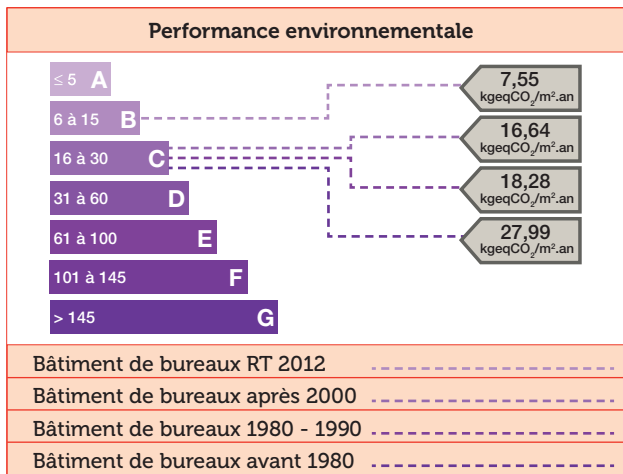 Performance environnementale
≤ 5 A
6 à 15 B
16 à 30 C
31 à 60 D
61 à 100 E
101 à 145 F
> 145 G
7,55
kgeqCO₂/m².an
16,64
kgeqCO₂/m².an
18,28
kgeqCO₂/m².an
27,99
kgeqCO₂/m².an
Bâtiment de bureaux RT 2012
Bâtiment de bureaux après 2000
Bâtiment de bureaux 1980 - 1990
Bâtiment de bureaux avant 1980